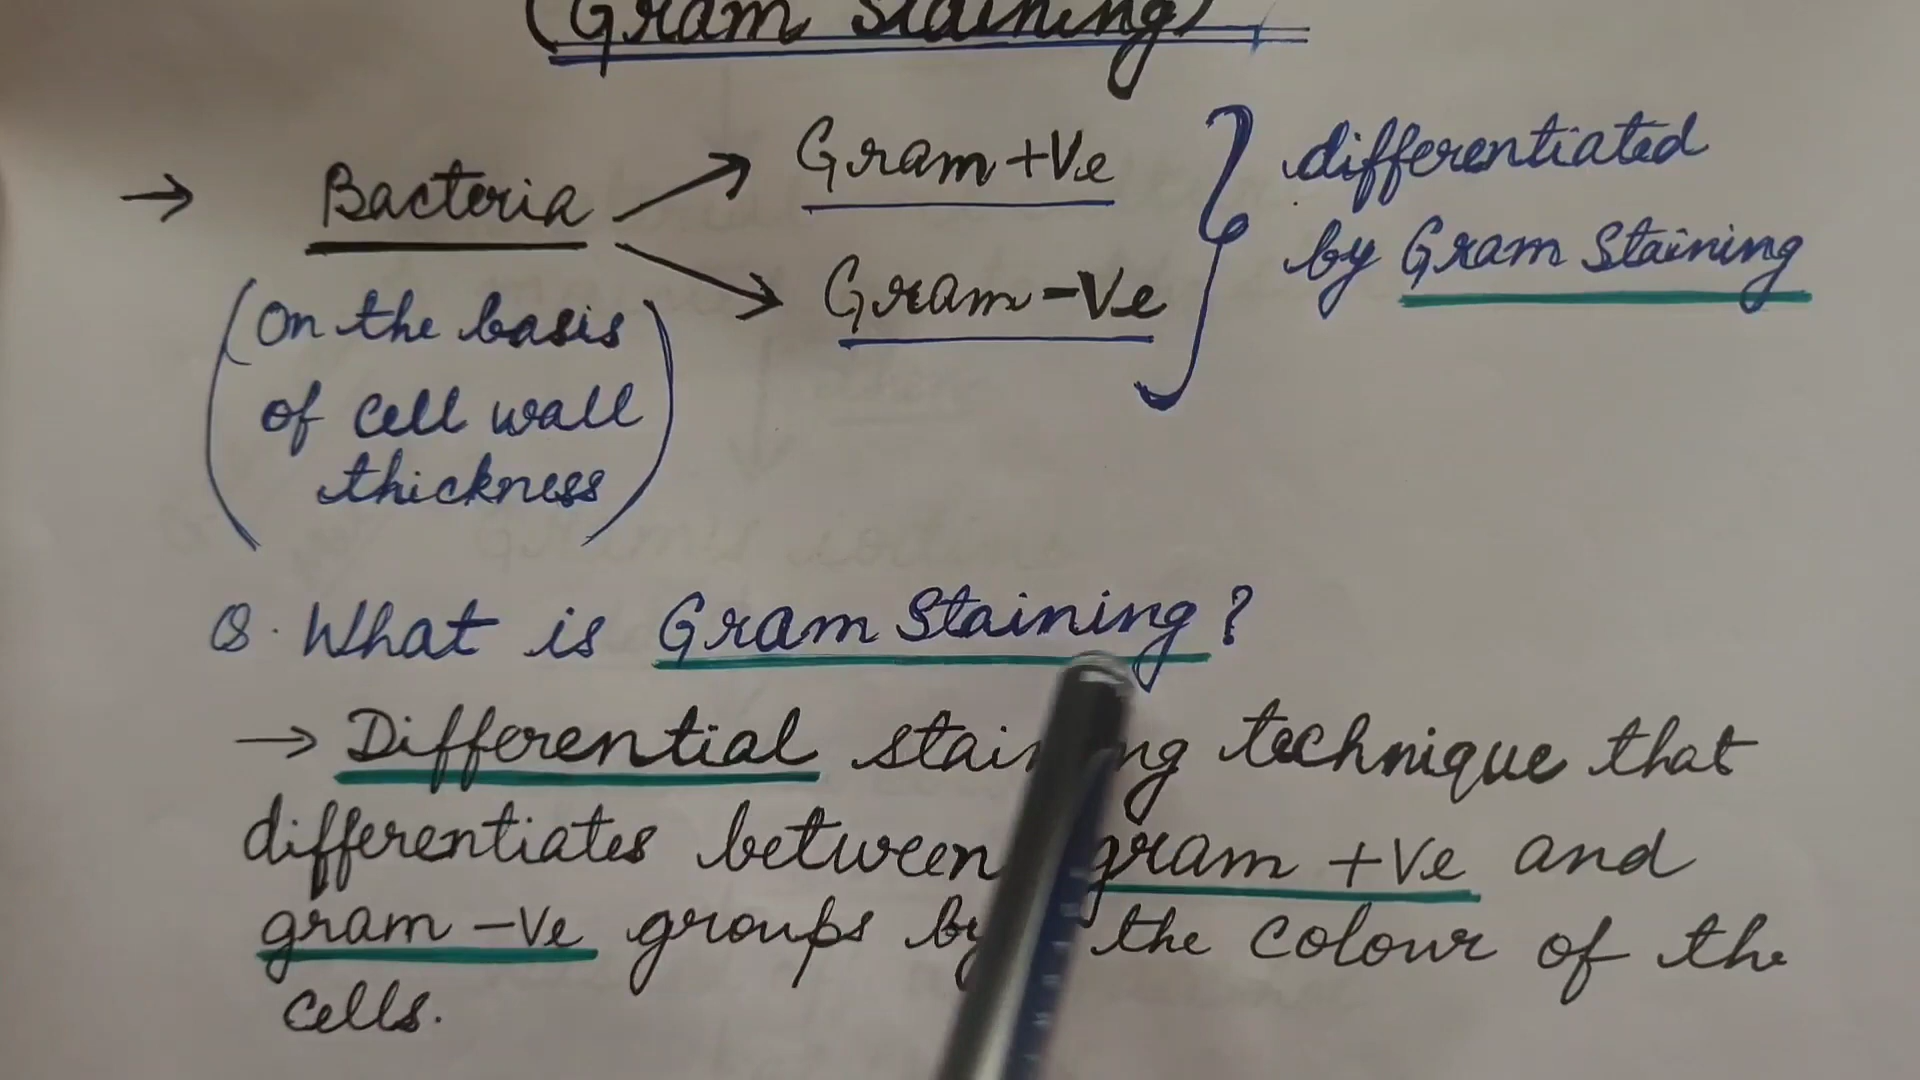 (Gram Staining)
→ Bacteria
Gram +Ve
Gram -Ve
differentiated
by Gram Staining
(On the basis
of cell wall
thickness)
Q. What is Gram Staining?
→ Differential staining technique that
differentiates between gram +Ve and
gram -Ve groups by the colour of the
cells.